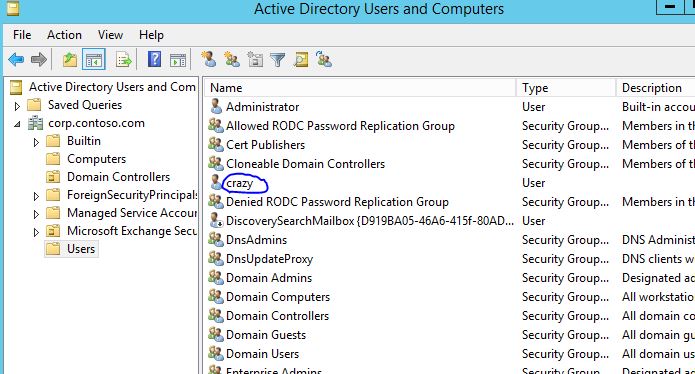 Active Directory Users and Computers
File Action View Help
Active Directory Users and Com
Saved Queries
corp.contoso.com
Builtin
Computers
Domain Controllers
ForeignSecurityPrincipals
Managed Service Accour
Microsoft Exchange Secu
Users
Name Type Description
Administrator User Built-in accou
Allowed RODC Password Replication Group Security Group... Members in th
Cert Publishers Security Group... Members of th
Cloneable Domain Controllers Security Group... Members of th
crazy User
Denied RODC Password Replication Group Security Group... Members in th
DiscoverySearchMailbox {D919BA05-46A6-415f-80AD... User
DnsAdmins Security Group... DNS Administ
DnsUpdateProxy Security Group... DNS clients w
Domain Admins Security Group... Designated ad
Domain Computers Security Group... All workstatio
Domain Controllers Security Group... All domain co
Domain Guests Security Group... All domain gu
Domain Users Security Group... All domain us
Enterprise Admins Security Group... Designated ad